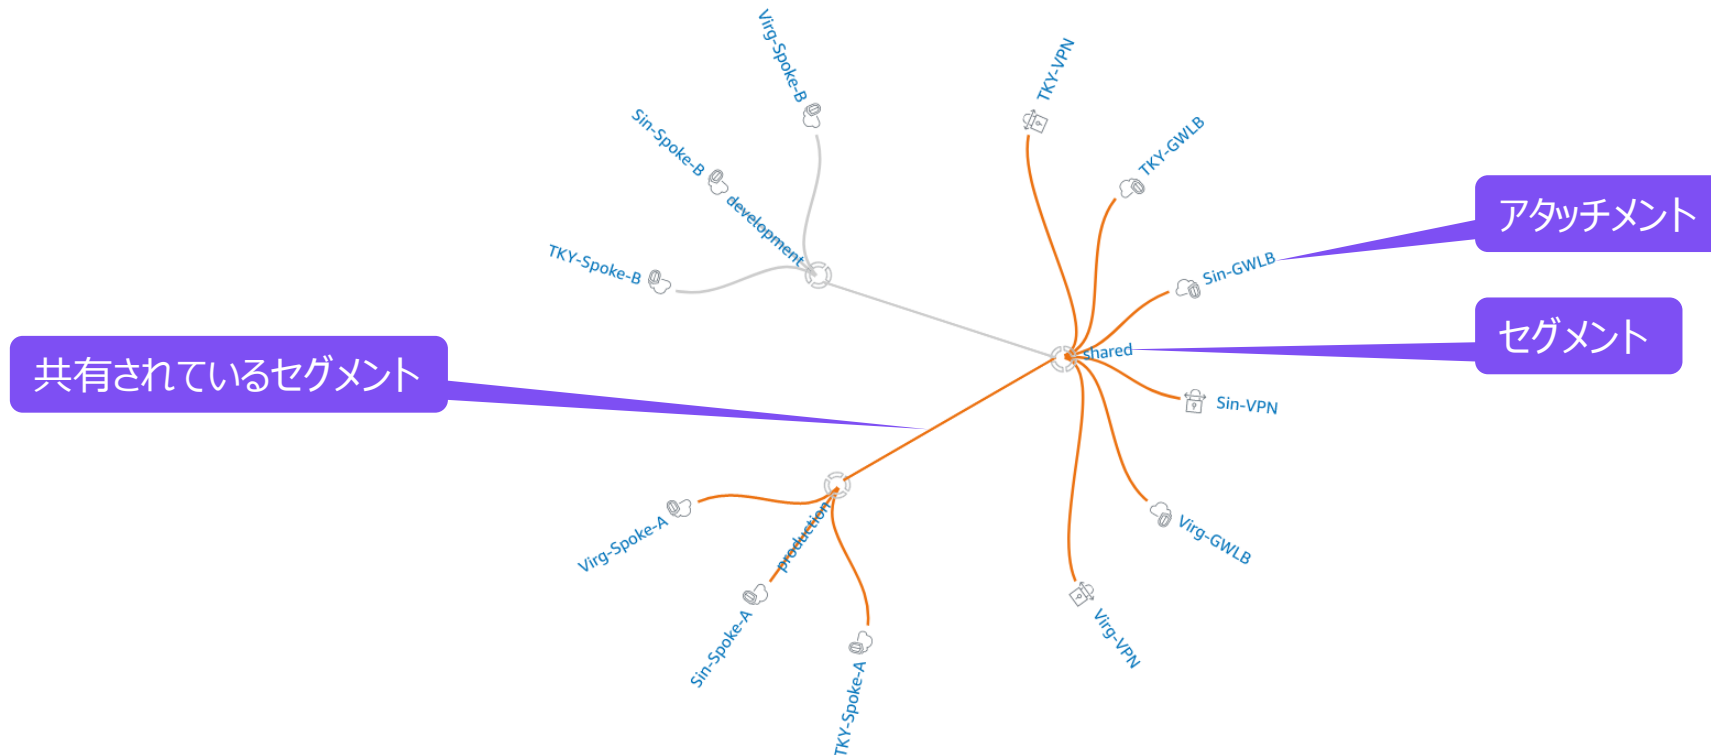 Virg-Spoke-B
Sin-Spoke-B
development
TKY-Spoke-B
TKY-VPN
TKY-GWLB
アタッチメント
Sin-GWLB
セグメント
shared
共有されているセグメント
Sin-VPN
Virg-Spoke-A
production
Sin-Spoke-A
TKY-Spoke-A
Virg-GWLB
Virg-VPN